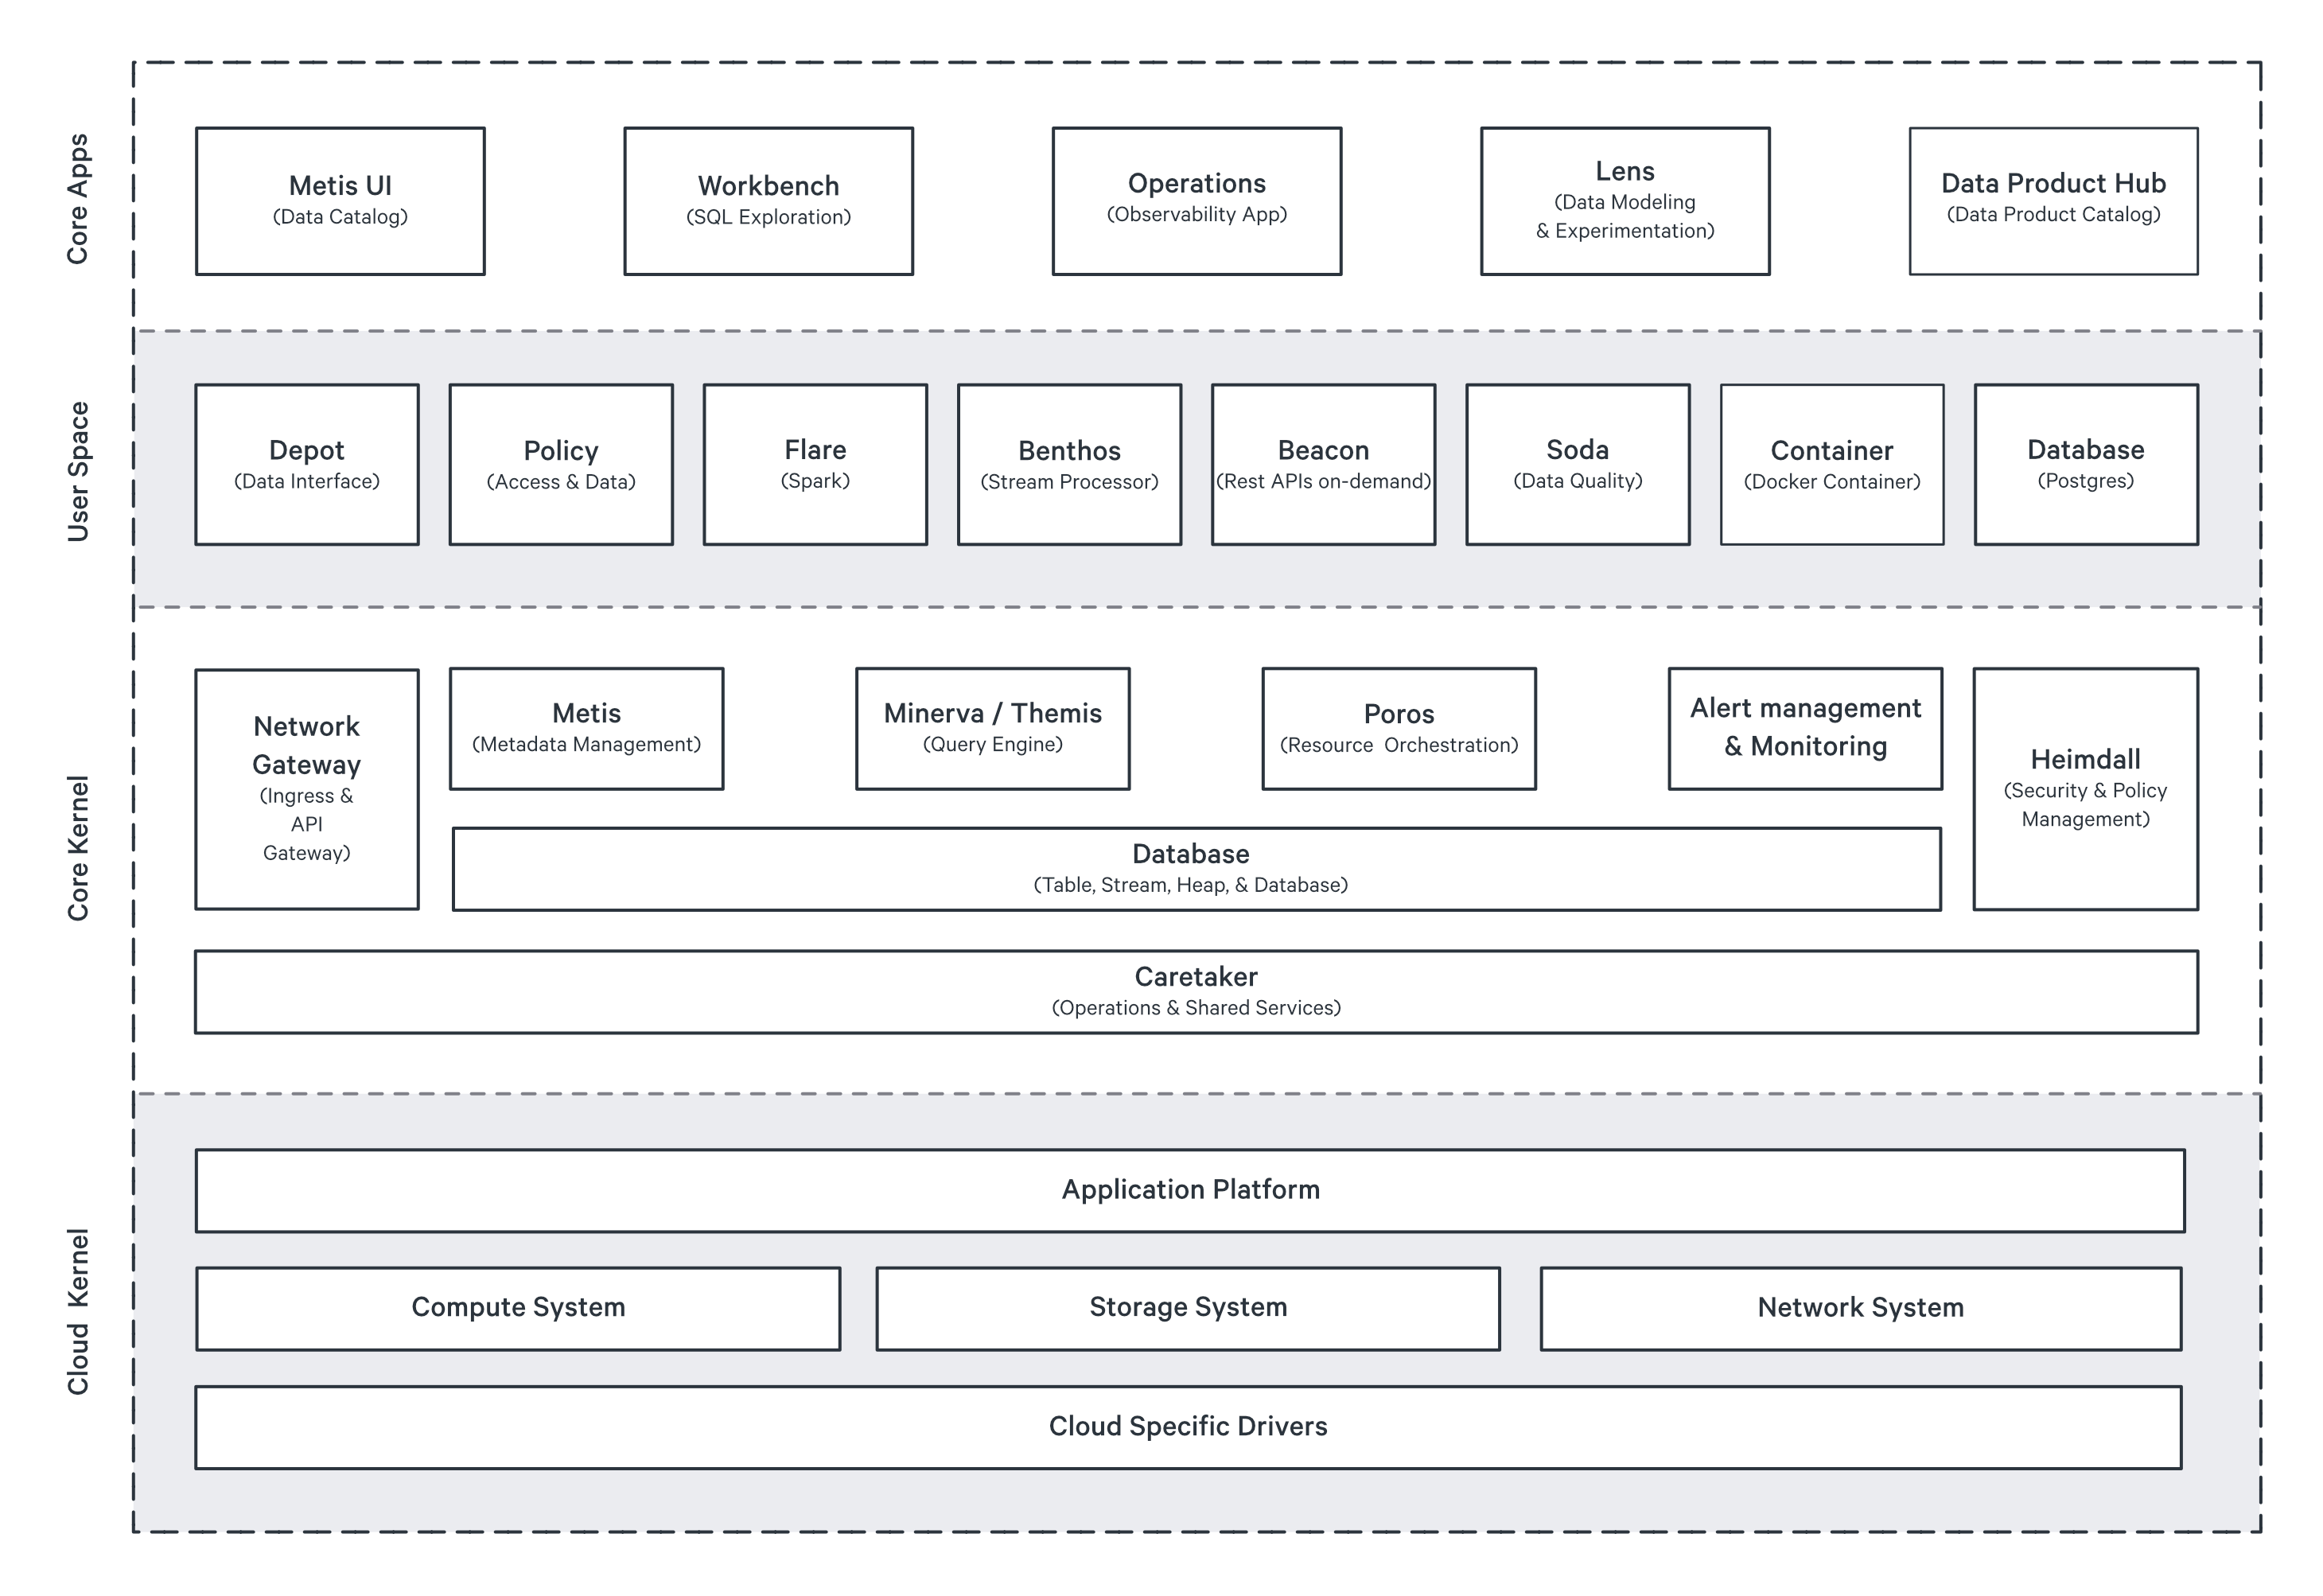 Core Apps
Metis UI
(Data Catalog)
Workbench
(SQL Exploration)
Operations
(Observability App)
Lens
(Data Modeling
& Experimentation)
Data Product Hub
(Data Product Catalog)
User Space
Depot
(Data Interface)
Policy
(Access & Data)
Flare
(Spark)
Benthos
(Stream Processor)
Beacon
(Rest APIs on-demand)
Soda
(Data Quality)
Container
(Docker Container)
Database
(Postgres)
Core Kernel
Network
Gateway
(Ingress &
API
Gateway)
Metis
(Metadata Management)
Minerva / Themis
(Query Engine)
Poros
(Resource Orchestration)
Alert management
& Monitoring
Heimdall
(Security & Policy
Management)
Database
(Table, Stream, Heap, & Database)
Caretaker
(Operations & Shared Services)
Cloud Kernel
Application Platform
Compute System
Storage System
Network System
Cloud Specific Drivers